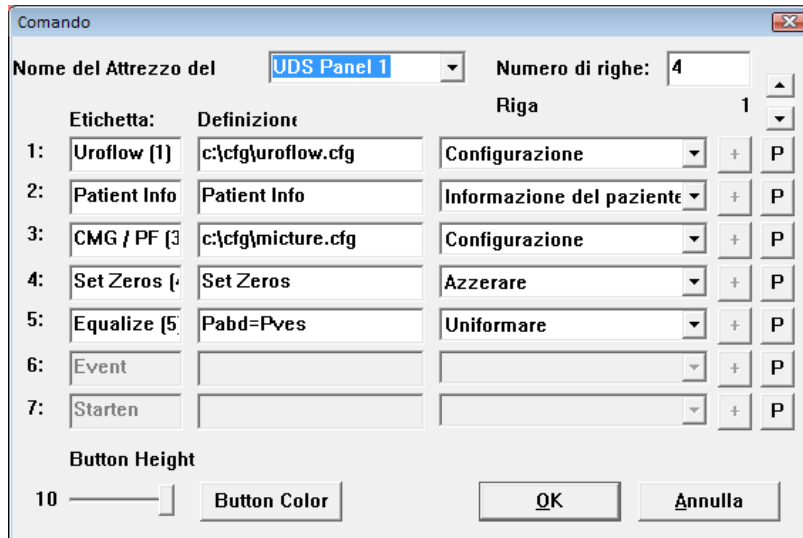 Comando
Nome del Attrezzo del UDS Panel 1 Numero di righe: 4
Riga 1
Etichetta: Definizione
1: Uroflow (1) c:\cfg\uroflow.cfg Configurazione + P
2: Patient Info Patient Info Informazione del paziente + P
3: CMG / PF (3 c:\cfg\micture.cfg Configurazione + P
4: Set Zeros (4 Set Zeros Azzerare + P
5: Equalize (5) Pabd=Pves Uniformare + P
6: Event + P
7: Starten + P
Button Height
10 Button Color OK Annulla